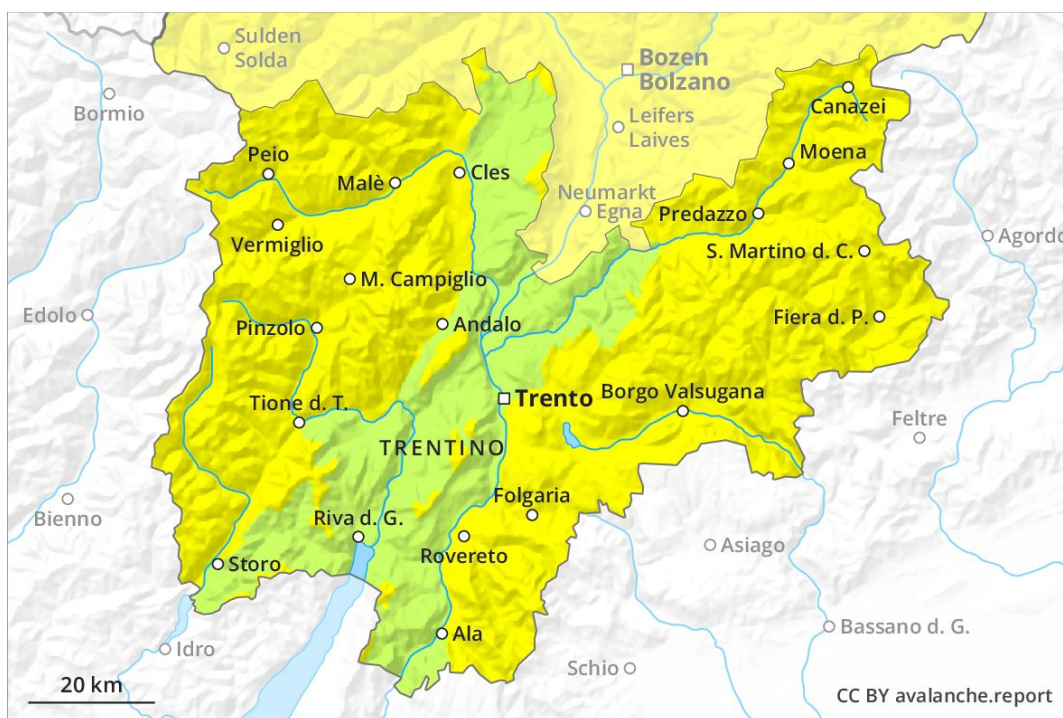 Sulden
Solda
Bozen
Bolzano
Bormio
Canazei
Leifers
Laives
Peio
Malè
Cles
Moena
Neumarkt
Egna
Predazzo
Vermiglio
S. Martino d. C.
Agordo
M. Campiglio
Edolo
Pinzolo
Andalo
Fiera d. P.
Trento
Borgo Valsugana
Tione d. T.
Feltre
TRENTINO
Bienno
Folgaria
Riva d. G.
Rovereto
Asiago
Storo
Ala
Bassano d. G.
Idro
Schio
20 km
CC BY avalanche.report